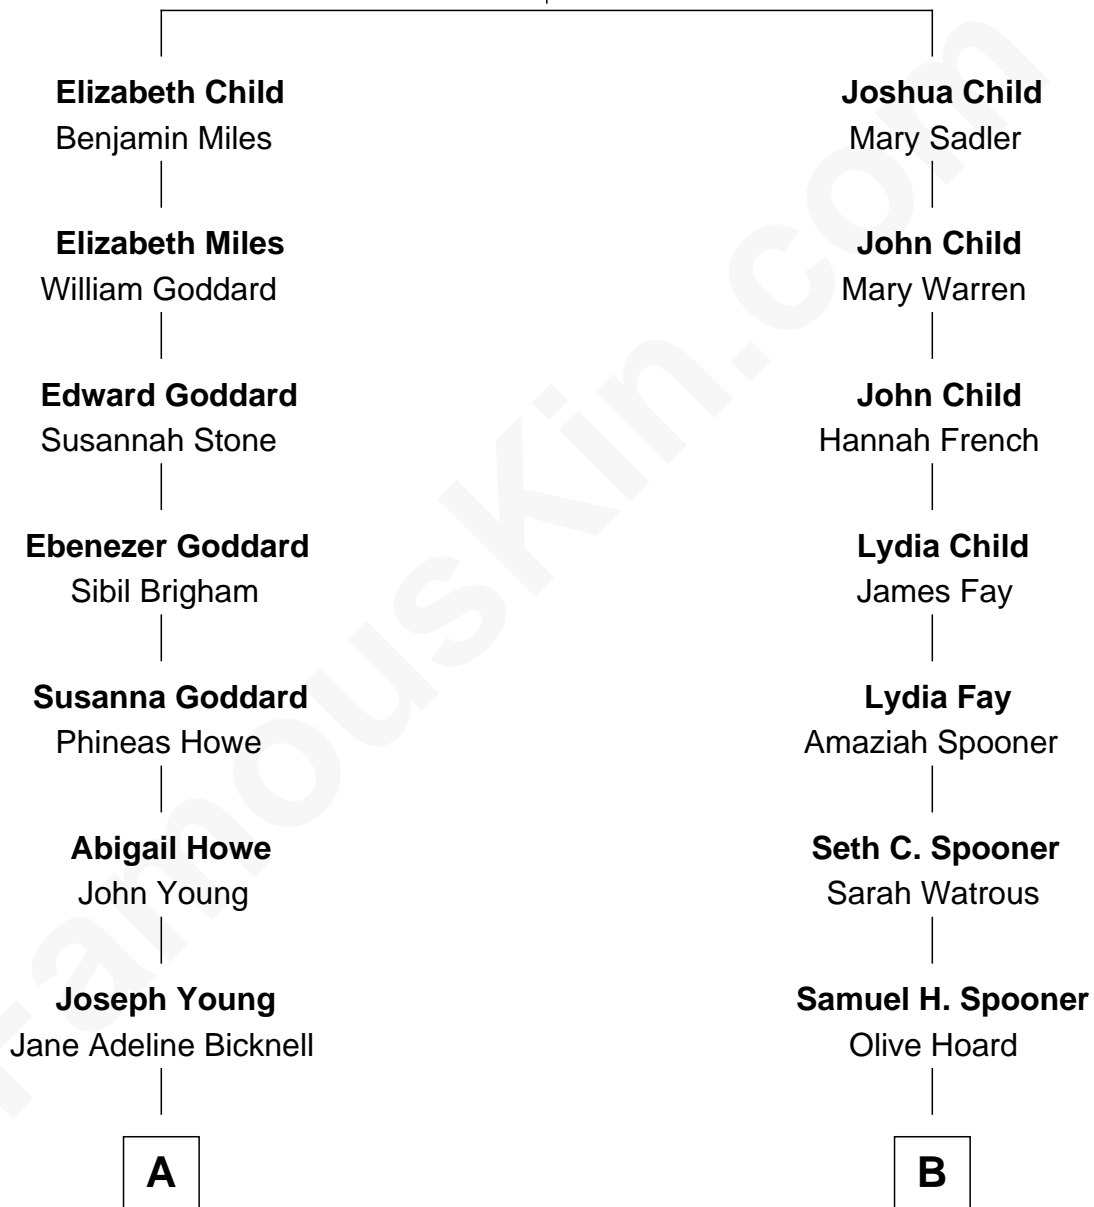 Elizabeth Child
Benjamin Miles
Elizabeth Miles
William Goddard
Edward Goddard
Susannah Stone
Ebenezer Goddard
Sibil Brigham
Susanna Goddard
Phineas Howe
Abigail Howe
John Young
Joseph Young
Jane Adeline Bicknell
A
Joshua Child
Mary Sadler
John Child
Mary Warren
John Child
Hannah French
Lydia Child
James Fay
Lydia Fay
Amaziah Spooner
Seth C. Spooner
Sarah Watrous
Samuel H. Spooner
Olive Hoard
B
FamousKin.com